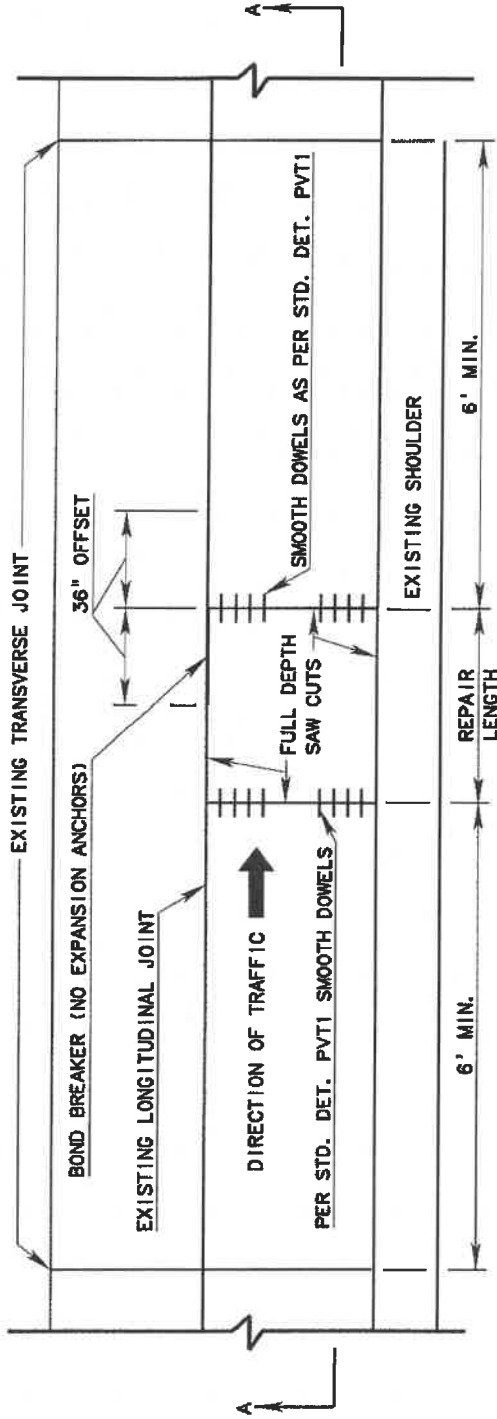 EXISTING TRANSVERSE JOINT
36" OFFSET
BOND BREAKER (NO EXPANSION ANCHORS)
EXISTING LONGITUDINAL JOINT
DIRECTION OF TRAFFIC
PER STD. DET. PVT1 SMOOTH DOWELS
FULL DEPTH
SAW CUTS
SMOOTH DOWELS AS PER STD. DET. PVT1
EXISTING SHOULDER
6' MIN.
REPAIR
LENGTH
6' MIN.
A
A